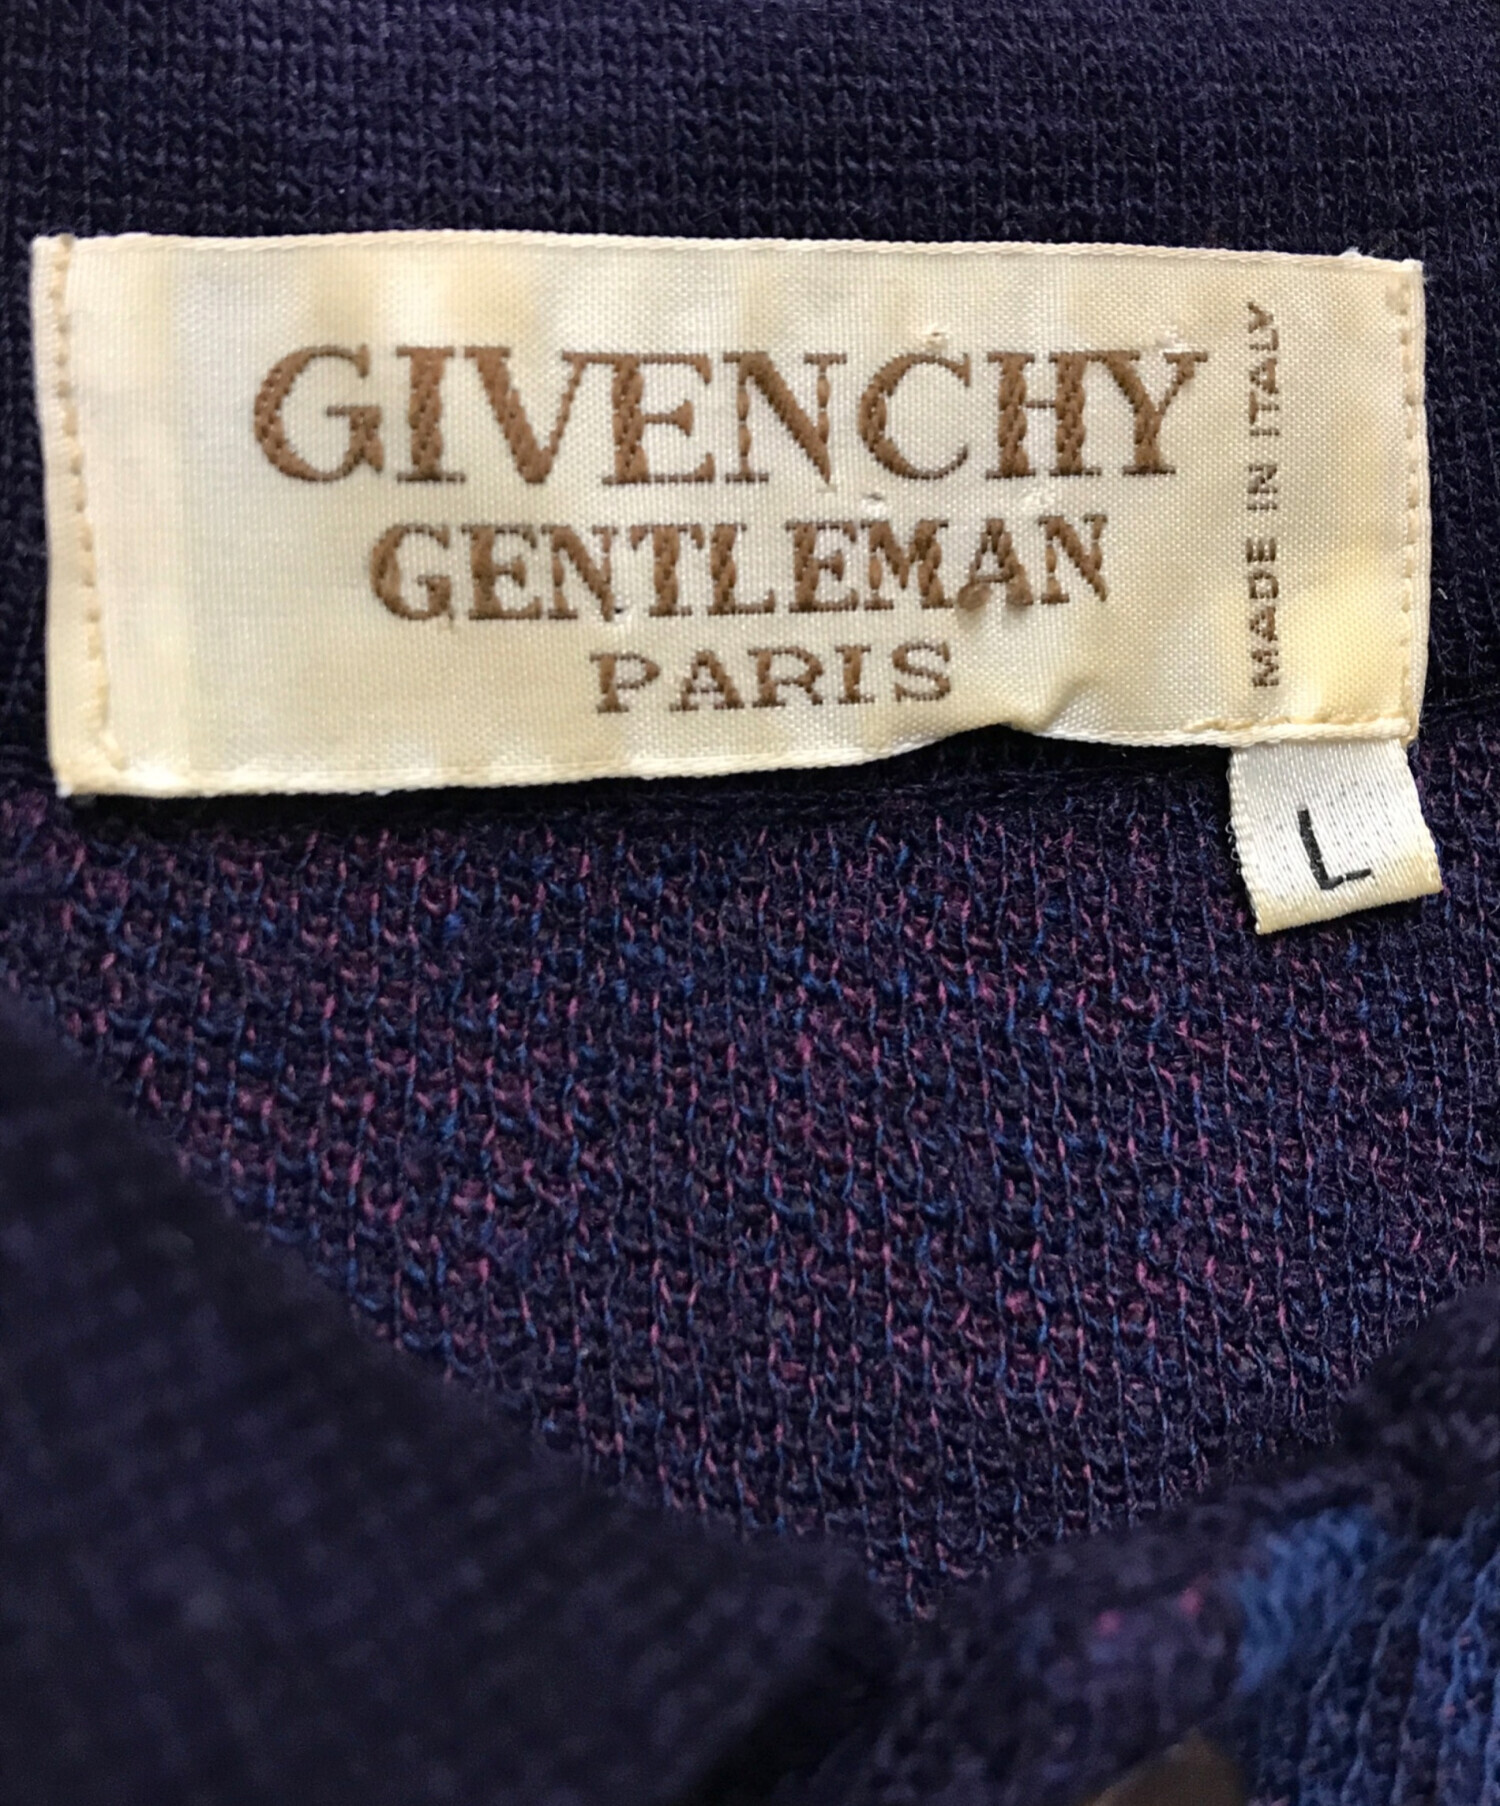 GIVENCHY
GENTLEMAN
PARIS
MADE IN ITALY
L